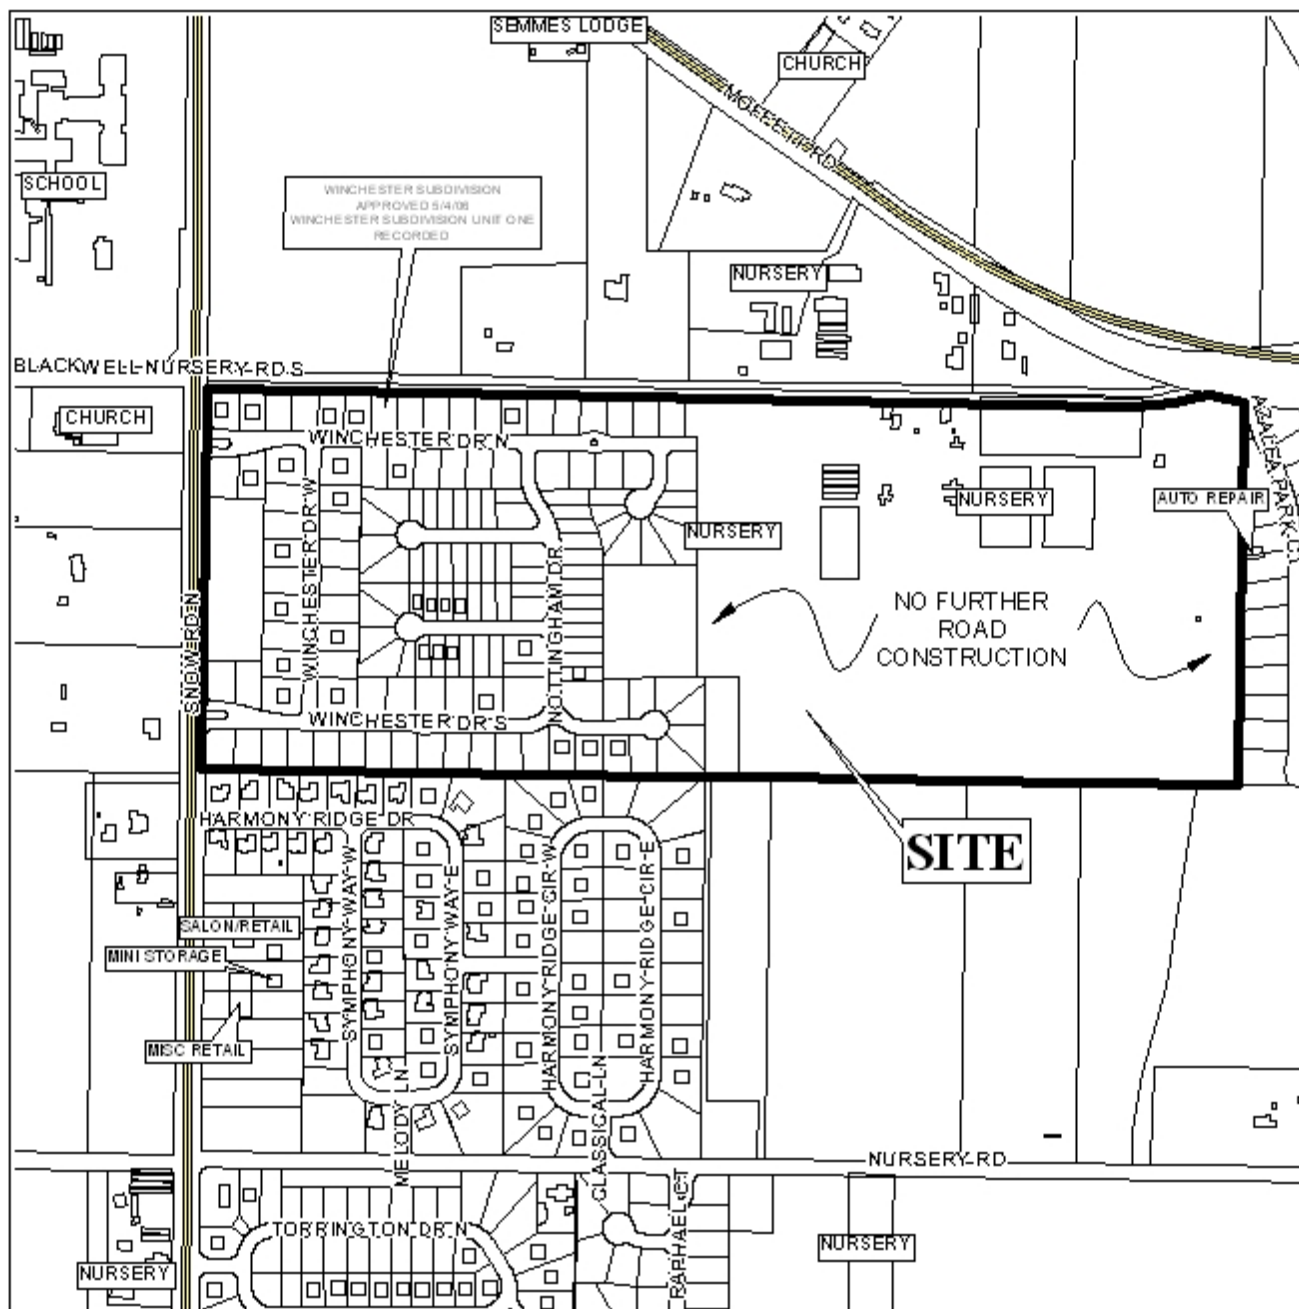 SEMMES LODGE
CHURCH
MOFFETT RD
SCHOOL
WINCHESTER SUBDIVISION
APPROVED 5/4/06
WINCHESTER SUBDIVISION UNIT ONE
RECORDED
NURSERY
BLACKWELL NURSERY RD S
CHURCH
WINCHESTER DR N
AZALEA PARK CT
NURSERY
AUTO REPAIR
NURSERY
WINCHESTER DR W
NOTTINGHAM DR
NO FURTHER
ROAD
CONSTRUCTION
SNOW RD N
WINCHESTER DR S
HARMONY RIDGE DR
SITE
SYMPHONY WAY W
SYMPHONY WAY E
HARMONY RIDGE CIR W
HARMONY RIDGE CIR E
SALON/RETAIL
MINI STORAGE
MISC RETAIL
MELODY LN
CLASSICAL LN
NURSERY RD
RAPHAEL CT
TORRINGTON DR N
NURSERY
NURSERY